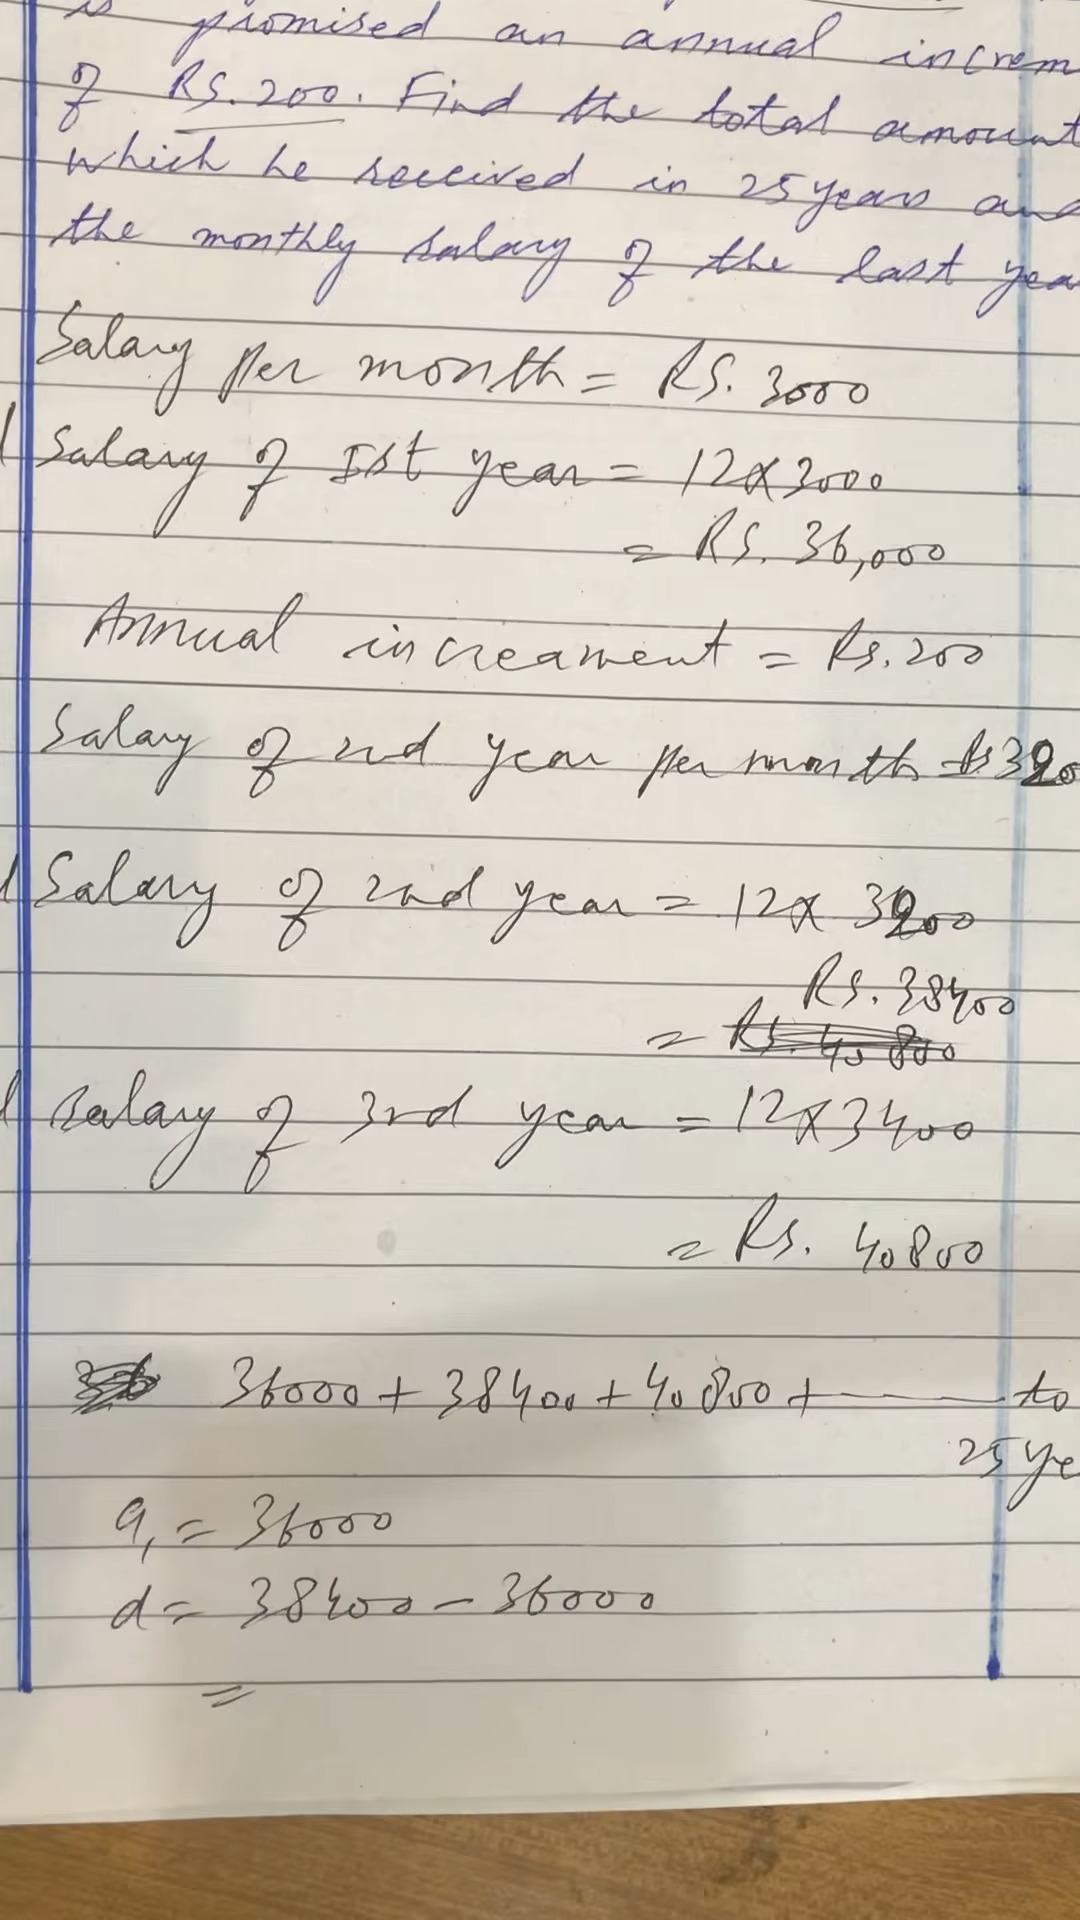 is promised an annual increm
of RS.200. Find the total amount
which he received in 25 years and
the monthly salary of the last yea
Salary per month = RS. 3000
Salary of Ist year = 12×3000
= RS. 36,000
Annual increament = Rs.200
Salary of 2nd year per month = Rs 320
Salary of 2nd year = 12× 3200
Rs. 38400
= Rs. 40800
Salary of 3rd year = 12×3400
= Rs. 40800
36000 + 38400 + 40800 + —— to
25 ye
a₁ = 36000
d = 38400 – 36000
=